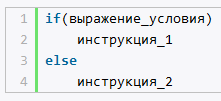 1 if(выражение_условия)
2     инструкция_1
3 else
4     инструкция_2